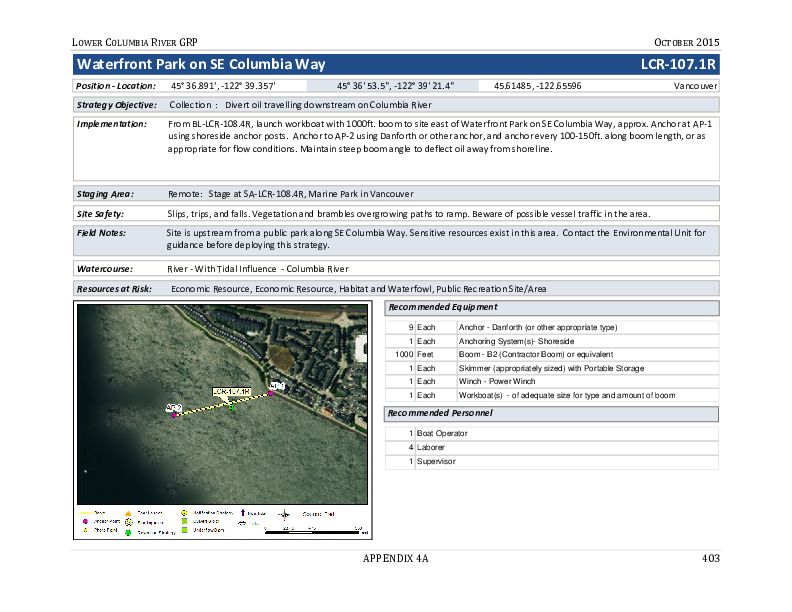 LOWER COLUMBIA RIVER GRP
OCTOBER 2015
Waterfront Park on SE Columbia Way
LCR-107.1R
Position - Location: 45° 36.891', -122° 39.357' 45° 36' 53.5", -122° 39' 21.4" 45.61485, -122.65596 Vancouver
Strategy Objective: Collection : Divert oil travelling downstream on Columbia River
Implementation: From BL-LCR-108.4R, launch workboat with 1000ft. boom to site east of Waterfront Park on SE Columbia Way, approx. Anchor at AP-1
using shoreside anchor posts. Anchor to AP-2 using Danforth or other anchor, and anchor every 100-150ft. along boom length, or as
appropriate for flow conditions. Maintain steep boom angle to deflect oil away from shoreline.
Staging Area: Remote: Stage at SA-LCR-108.4R, Marine Park in Vancouver
Site Safety: Slips, trips, and falls. Vegetation and brambles overgrowing paths to ramp. Beware of possible vessel traffic in the area.
Field Notes: Site is upstream from a public park along SE Columbia Way. Sensitive resources exist in this area. Contact the Environmental Unit for
guidance before deploying this strategy.
Watercourse: River - With Tidal Influence - Columbia River
Resources at Risk: Economic Resource, Economic Resource, Habitat and Waterfowl, Public Recreation Site/Area
LCR-107.1R
AP-2
Recommended Equipment
9 Each Anchor - Danforth (or other appropriate type)
1 Each Anchoring System(s)- Shoreside
1000 Feet Boom - B2 (Contractor Boom) or equivalent
1 Each Skimmer (appropriately sized) with Portable Storage
1 Each Winch - Power Winch
1 Each Workboat(s) - of adequate size for type and amount of boom
Recommended Personnel
1 Boat Operator
4 Laborer
1 Supervisor
Anchor Point
Photo Point
APPENDIX 4A
403